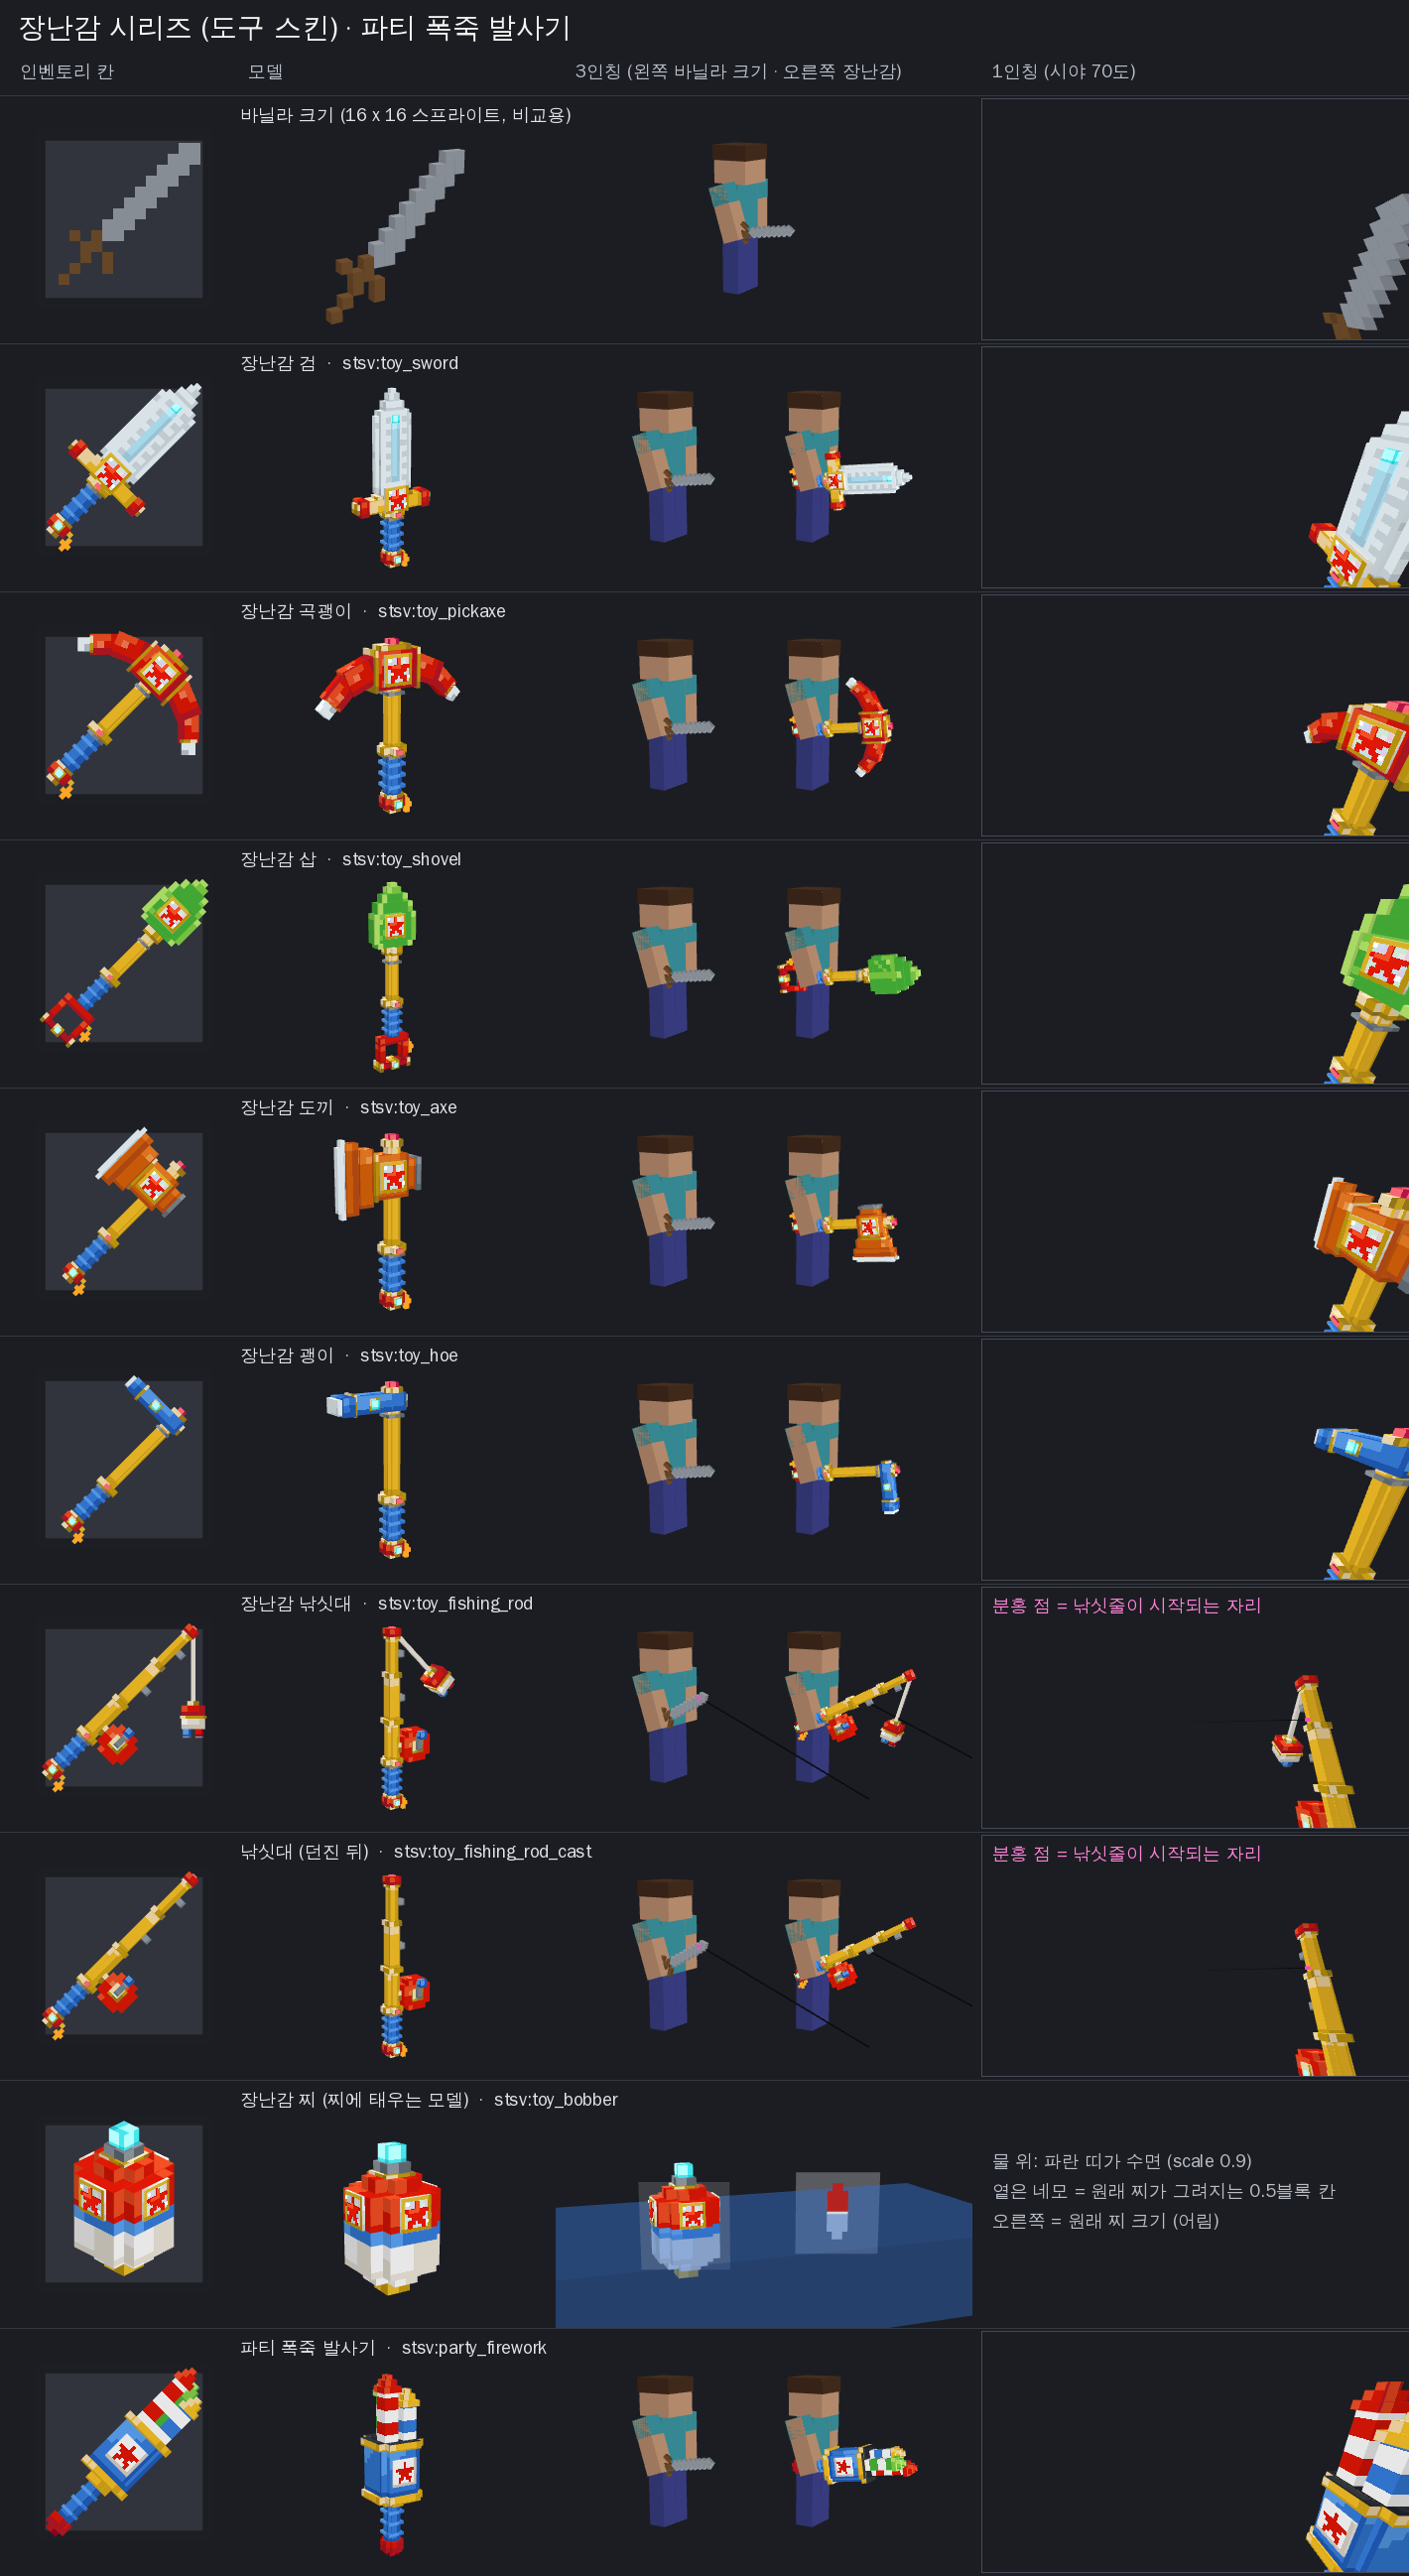 장난감 시리즈 (도구 스킨) · 파티 폭죽 발사기
인벤토리 칸
모델
3인칭 (왼쪽 바닐라 크기 · 오른쪽 장난감)
1인칭 (시야 70도)
바닐라 크기 (16 x 16 스프라이트, 비교용)
장난감 검 · stsv:toy_sword
장난감 곡괭이 · stsv:toy_pickaxe
장난감 삽 · stsv:toy_shovel
장난감 도끼 · stsv:toy_axe
장난감 괭이 · stsv:toy_hoe
장난감 낚싯대 · stsv:toy_fishing_rod
분홍 점 = 낚싯줄이 시작되는 자리
낚싯대 (던진 뒤) · stsv:toy_fishing_rod_cast
분홍 점 = 낚싯줄이 시작되는 자리
장난감 찌 (찌에 태우는 모델) · stsv:toy_bobber
물 위: 파란 띠가 수면 (scale 0.9)
옅은 네모 = 원래 찌가 그려지는 0.5블록 칸
오른쪽 = 원래 찌 크기 (어림)
파티 폭죽 발사기 · stsv:party_firework